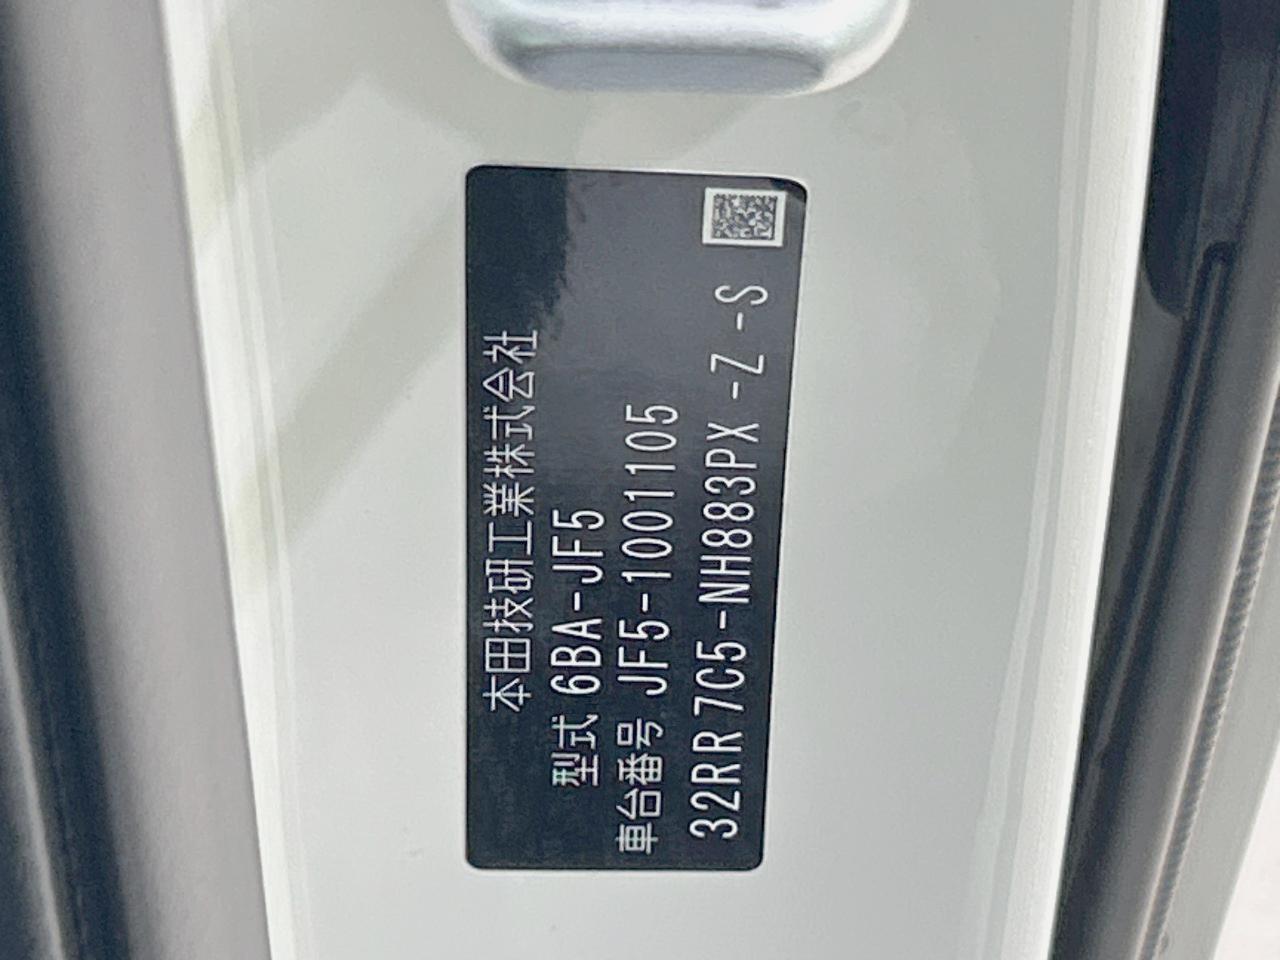 本田技研工業株式会社
型式 6BA-JF5
車台番号 JF5-1001105
32RR 7C5-NH883PX -Z -S